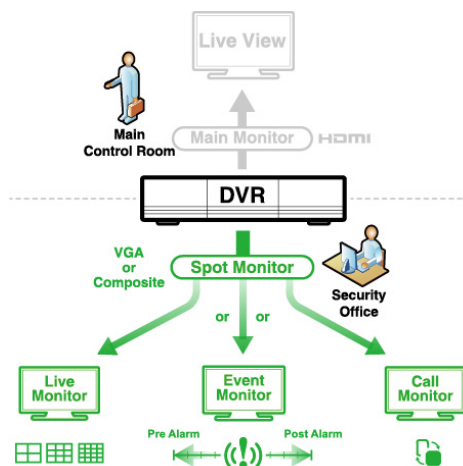 Live View
Main Monitor HDMI
Main
Control Room
DVR
VGA
or
Composite
Spot Monitor
Security
Office
or or
Live
Monitor
Event
Monitor
Call
Monitor
Pre Alarm Post Alarm